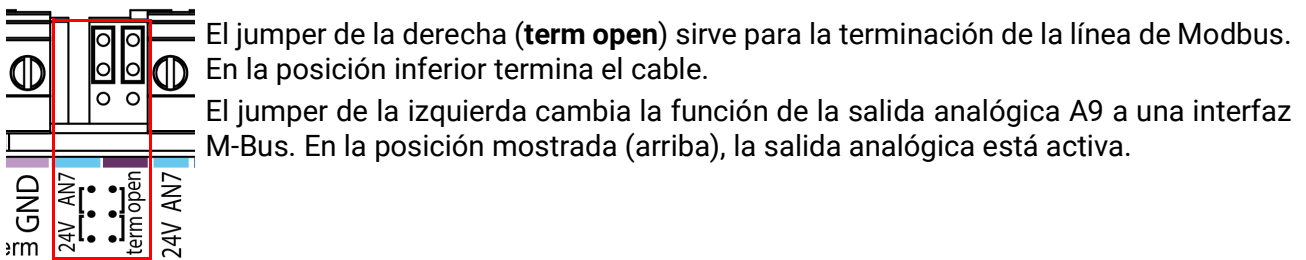 El jumper de la derecha (term open) sirve para la terminación de la línea de Modbus.
En la posición inferior termina el cable.
El jumper de la izquierda cambia la función de la salida analógica A9 a una interfaz
M-Bus. En la posición mostrada (arriba), la salida analógica está activa.
GND
24V AN7
term open
24V AN7